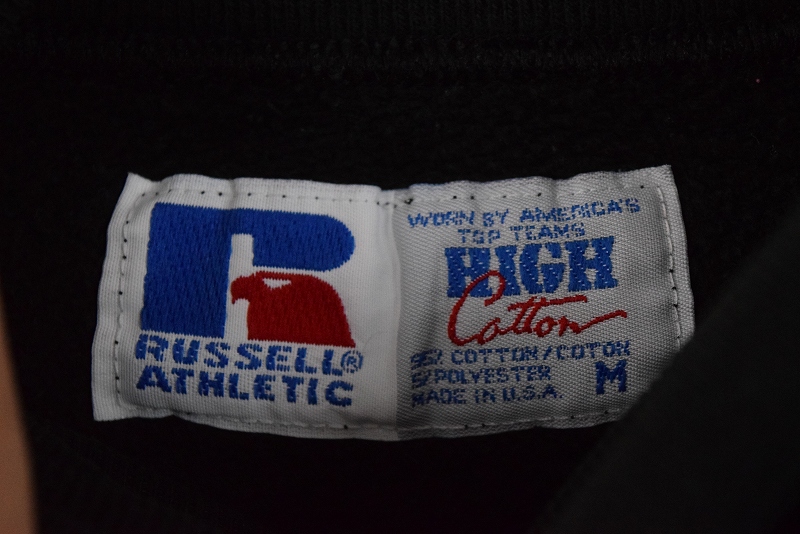 RUSSELL®
ATHLETIC
WORN BY AMERICA'S
TOP TEAMS
HIGH
Cotton
95% COTTON/COTON
5/POLYESTER
MADE IN U.S.A.
M